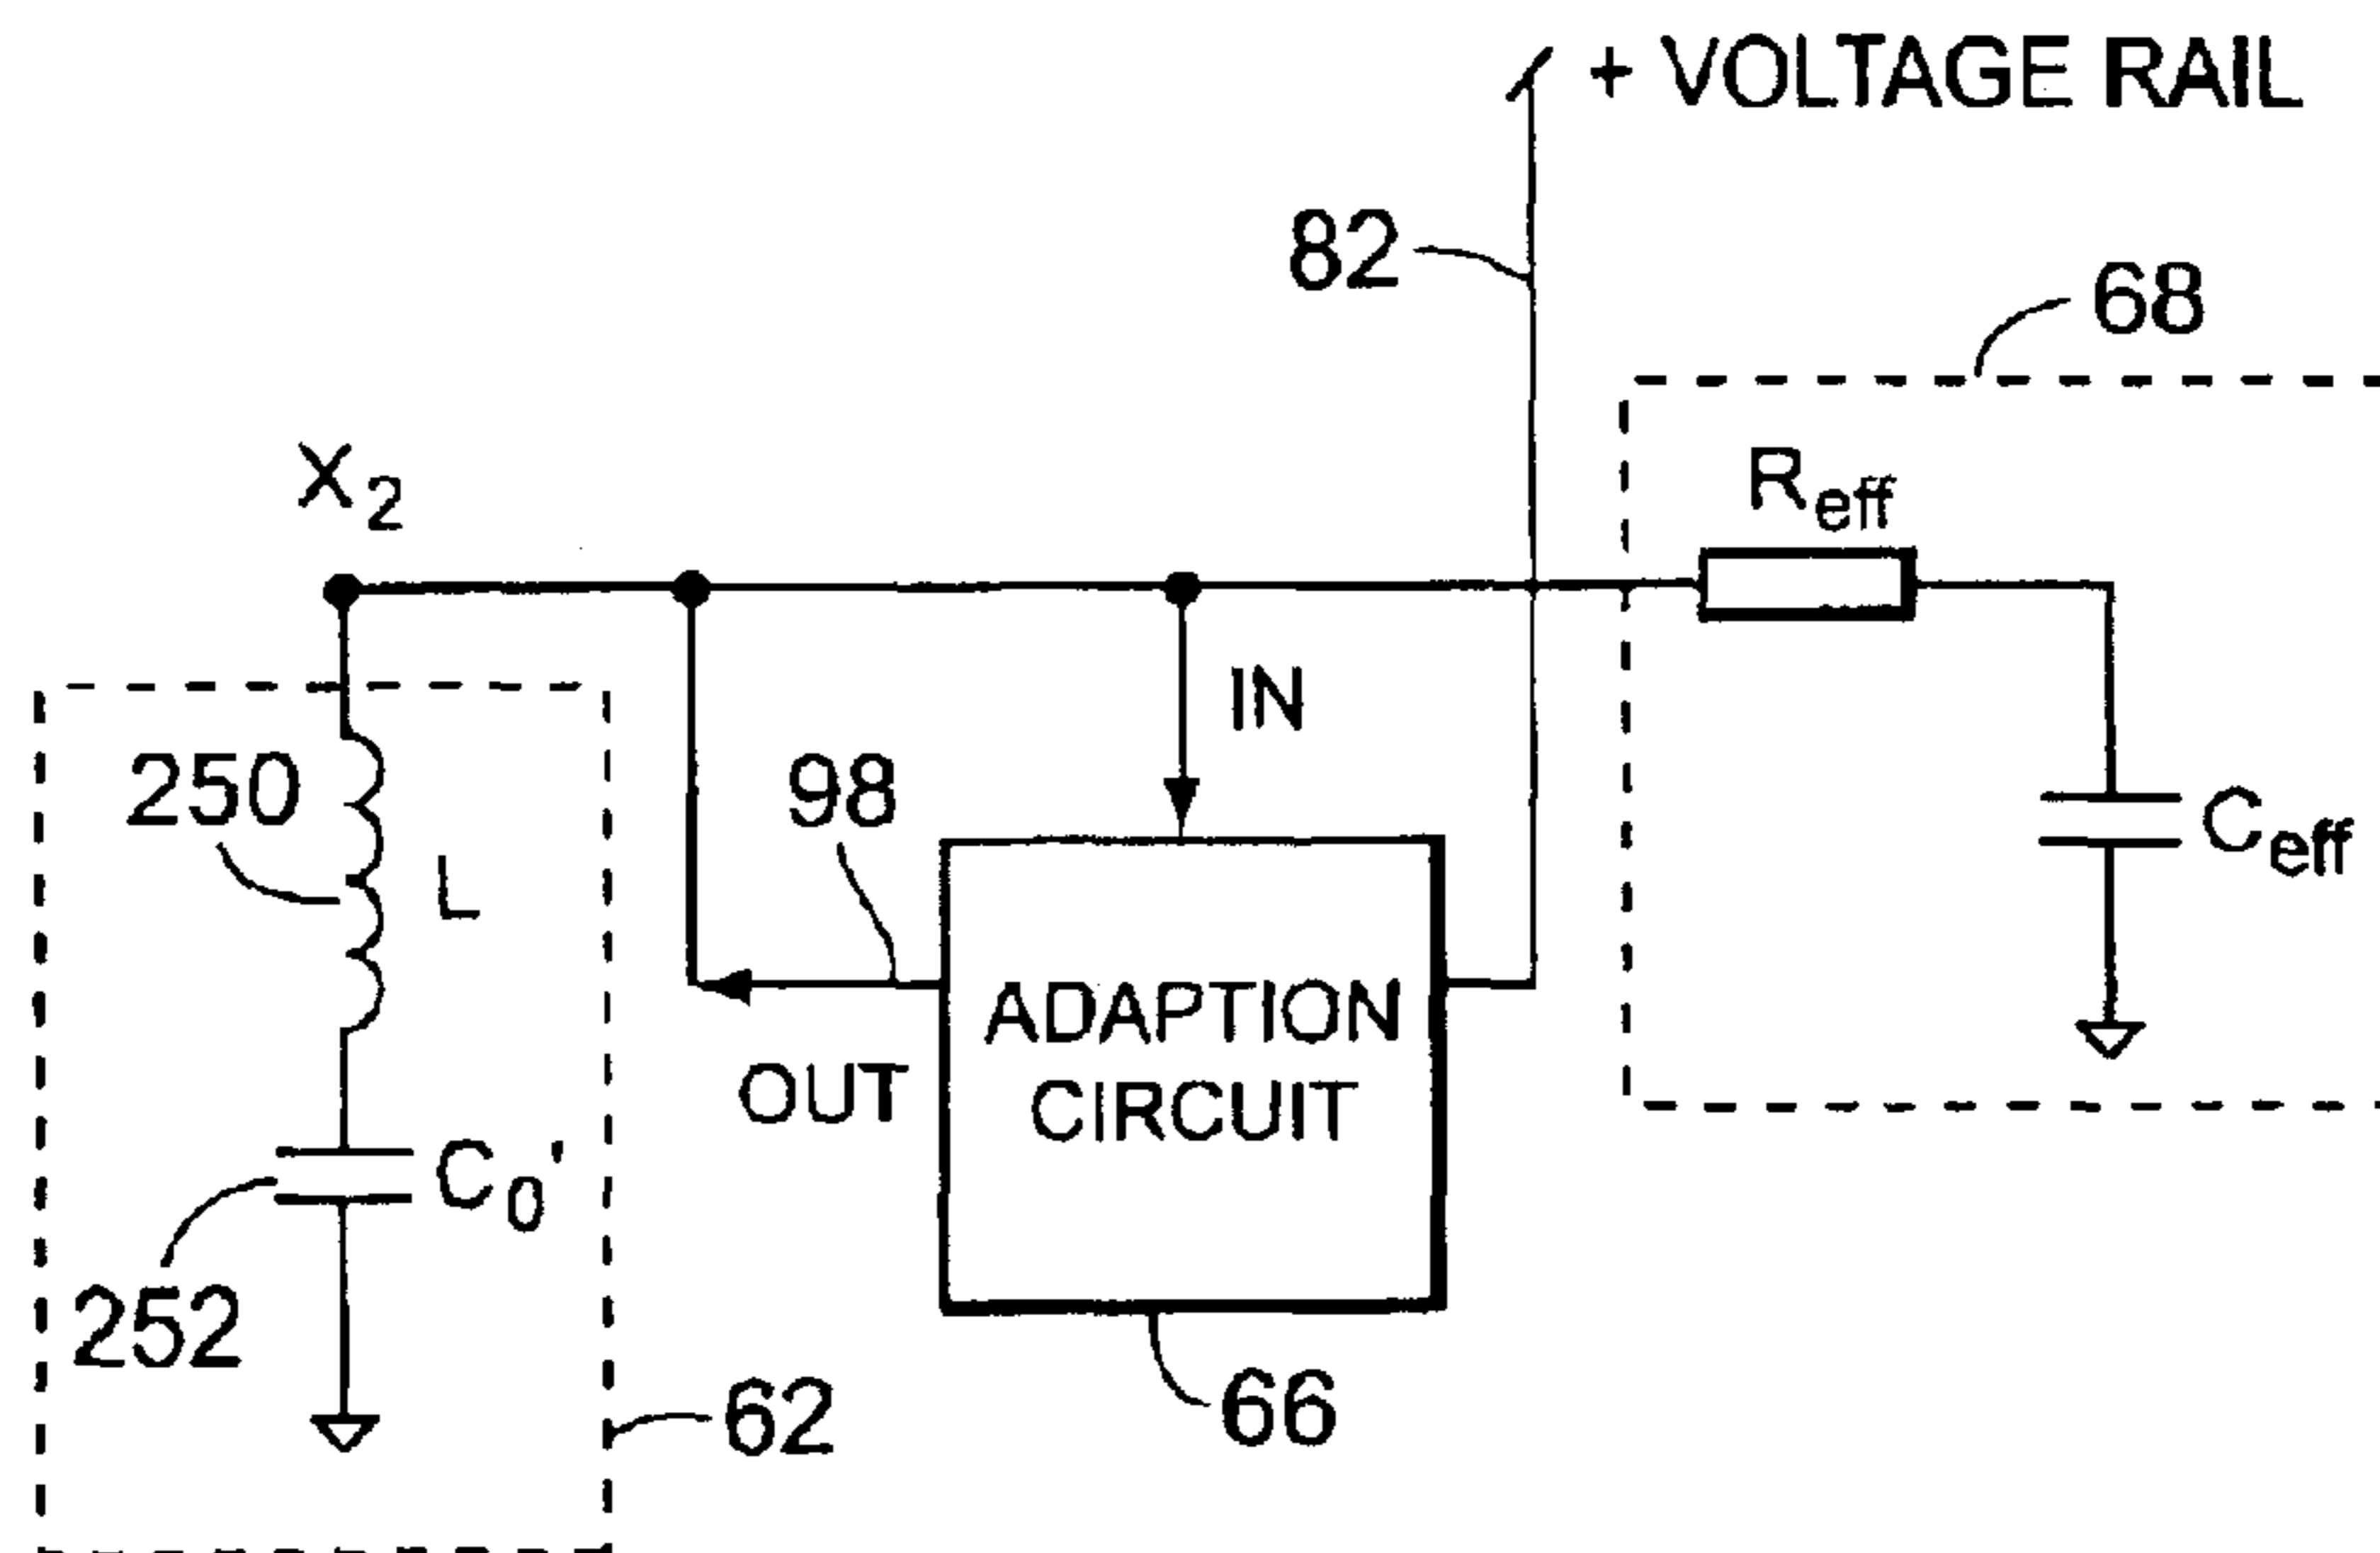 + VOLTAGE RAIL
82
68
X2
Reff
IN
250
98
L
Ceff
ADAPTION
CIRCUIT
OUT
C0'
252
62
66